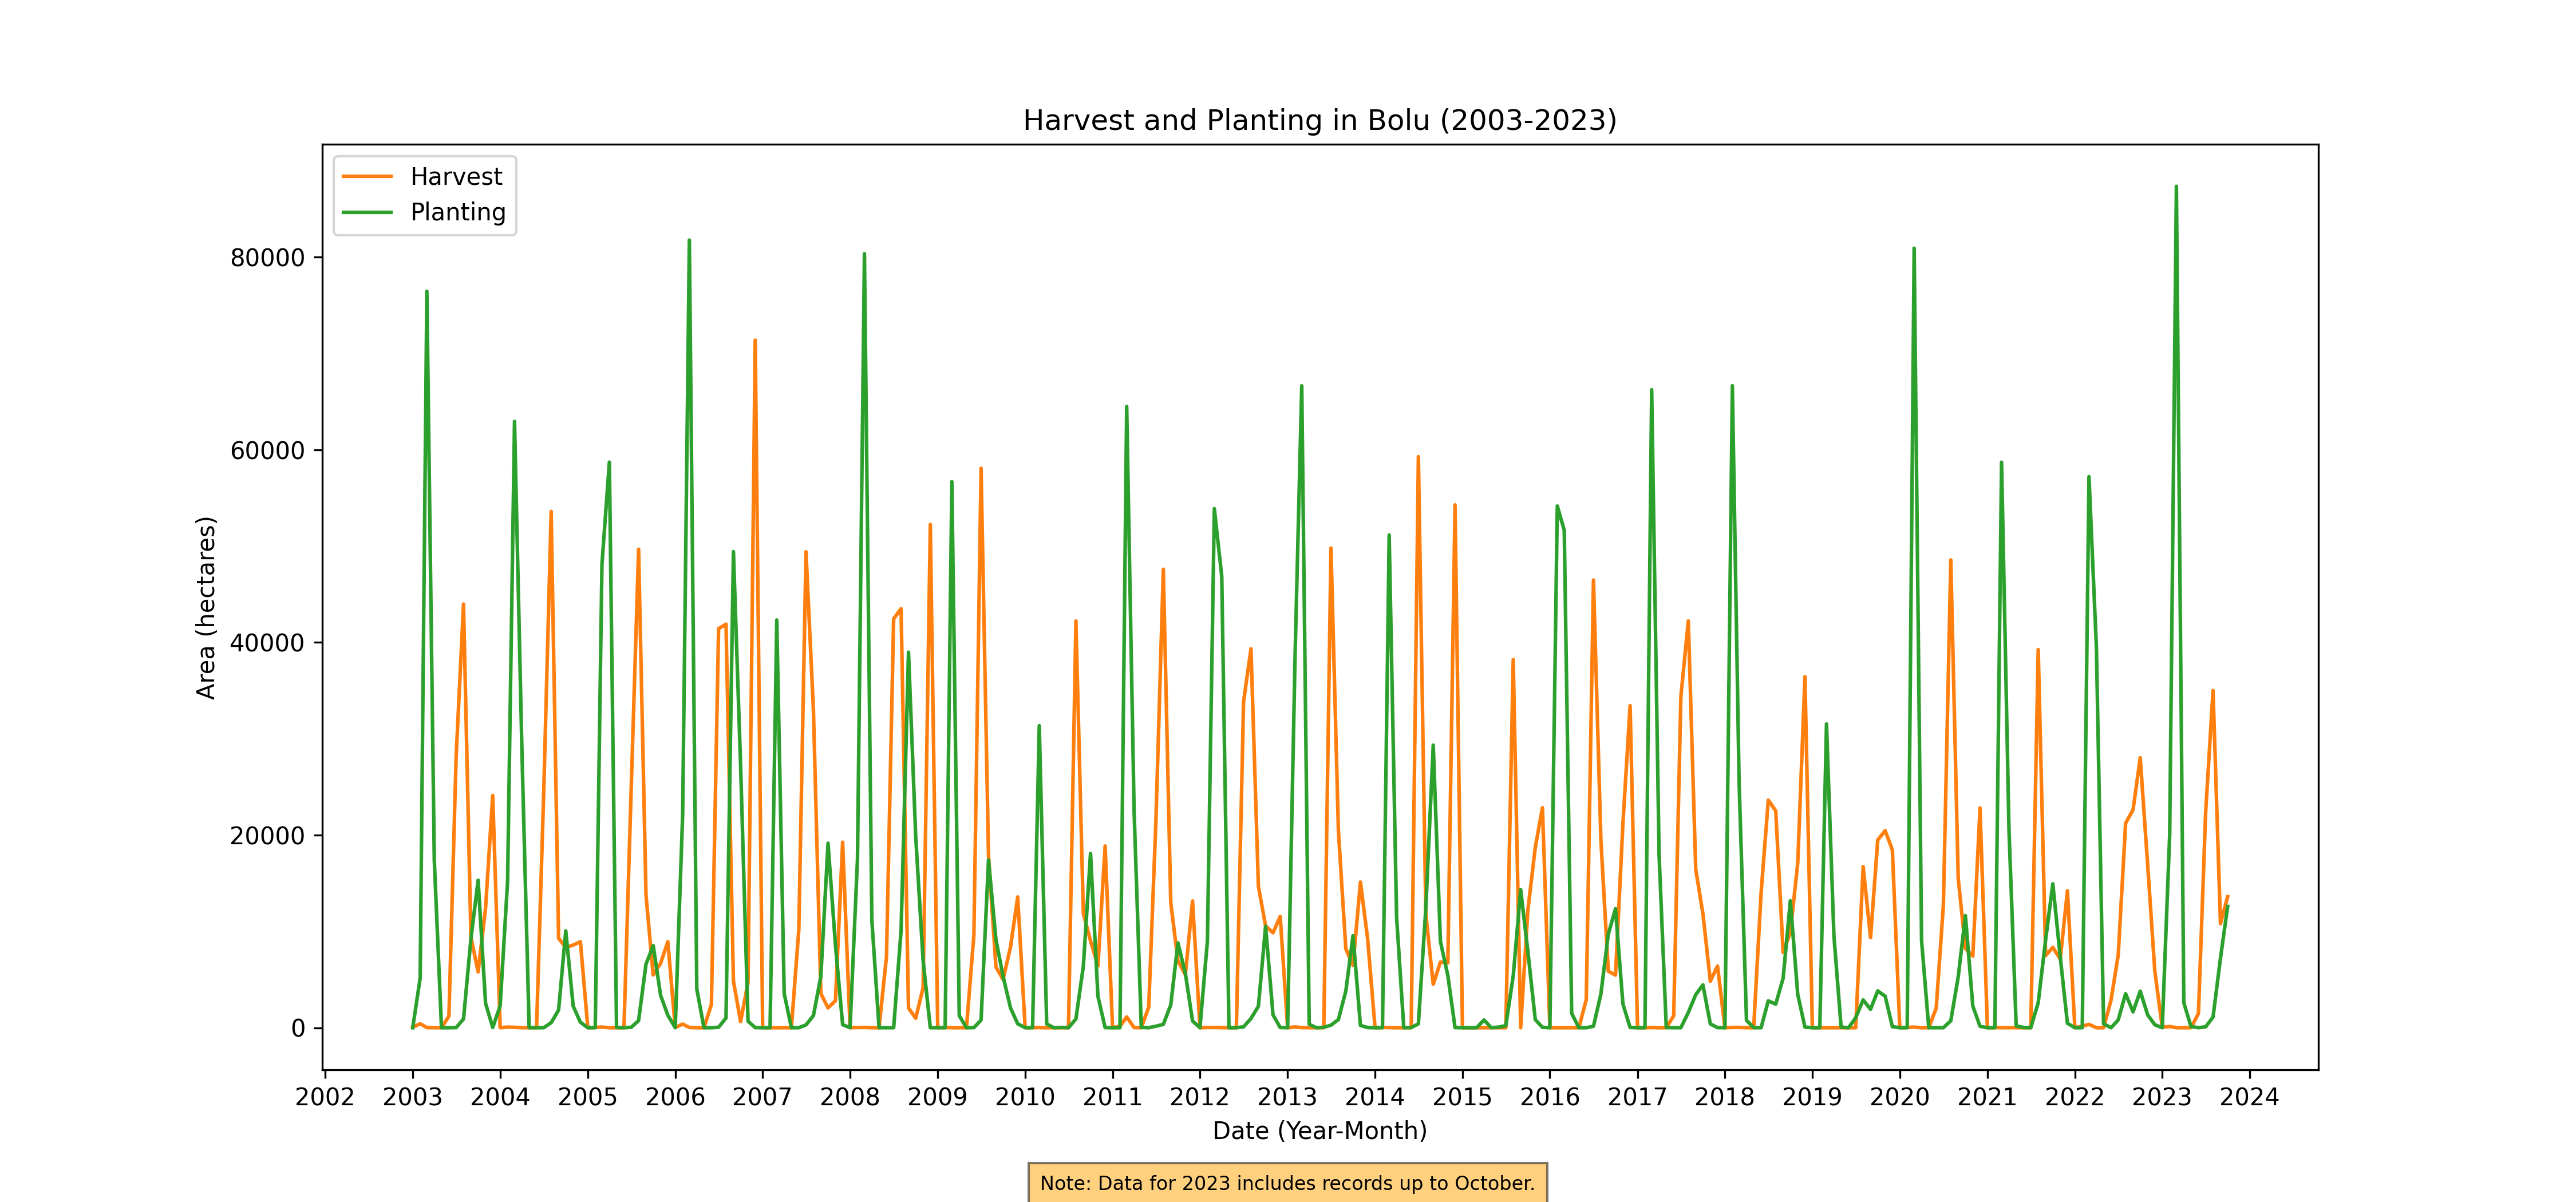 Harvest and Planting in Bolu (2003-2023)
Harvest
Planting
80000
60000
40000
20000
0
Area (hectares)
2002 2003 2004 2005 2006 2007 2008 2009 2010 2011 2012 2013 2014 2015 2016 2017 2018 2019 2020 2021 2022 2023 2024
Date (Year-Month)
Note: Data for 2023 includes records up to October.